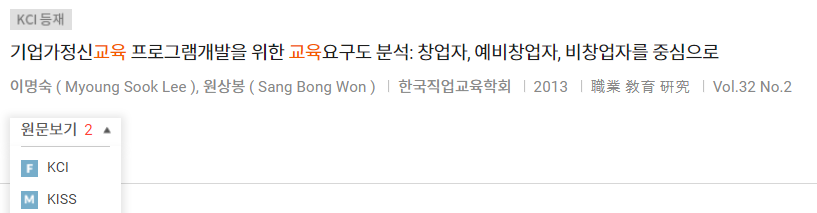 KCI 등재
기업가정신교육 프로그램개발을 위한 교육요구도 분석: 창업자, 예비창업자, 비창업자를 중심으로
이명숙 ( Myoung Sook Lee ), 원상봉 ( Sang Bong Won ) | 한국직업교육학회 | 2013 | 職業 敎育 硏究 | Vol.32 No.2
원문보기 2 ▲
F KCI
M KISS